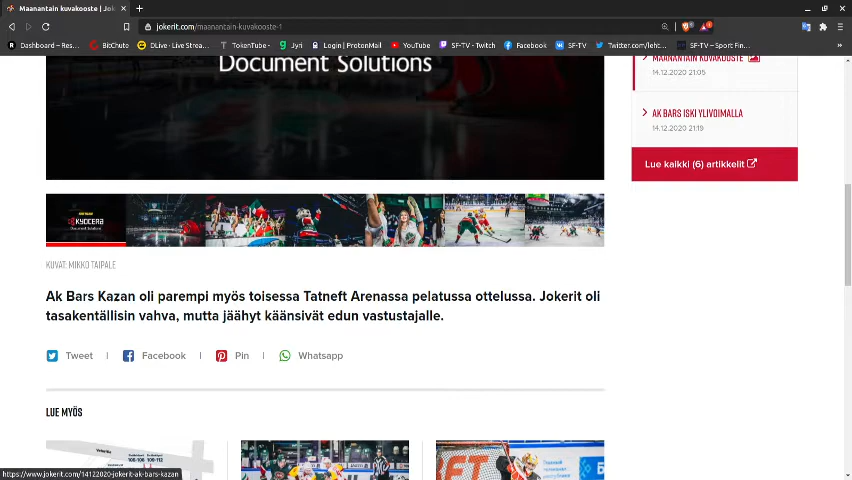 Maanantain kuvakooste | Jok
jokerit.com/maanantain-kuvakooste-1
Dashboard – Res…
BitChuto
DLive · Live Strea…
TokenTube -
Jyri
Login | ProtonMail
YouTube
SF-TV - Twitch
Facebook
SF-TV
Twitter.com/leht…
SF-TV – Sport Fin…
Document Solutions
MAANANTAIN KUVAKOOSTE
14.12.2020 21:05
AK BARS ISKI YLIVOIMALLA
14.12.2020 21:19
Lue kaikki (6) artikkelit
KYOCERA
Document Solutions
KUVAT: MIKKO TAIPALE
Ak Bars Kazan oli parempi myös toisessa Tatneft Arenassa pelatussa ottelussa. Jokerit oli
tasakentällisin vahva, mutta jäähyt käänsivät edun vastustajalle.
Tweet | Facebook | Pin | Whatsapp
LUE MYÖS
https://www.jokerit.com/14122020-jokerit-ak-bars-kazan